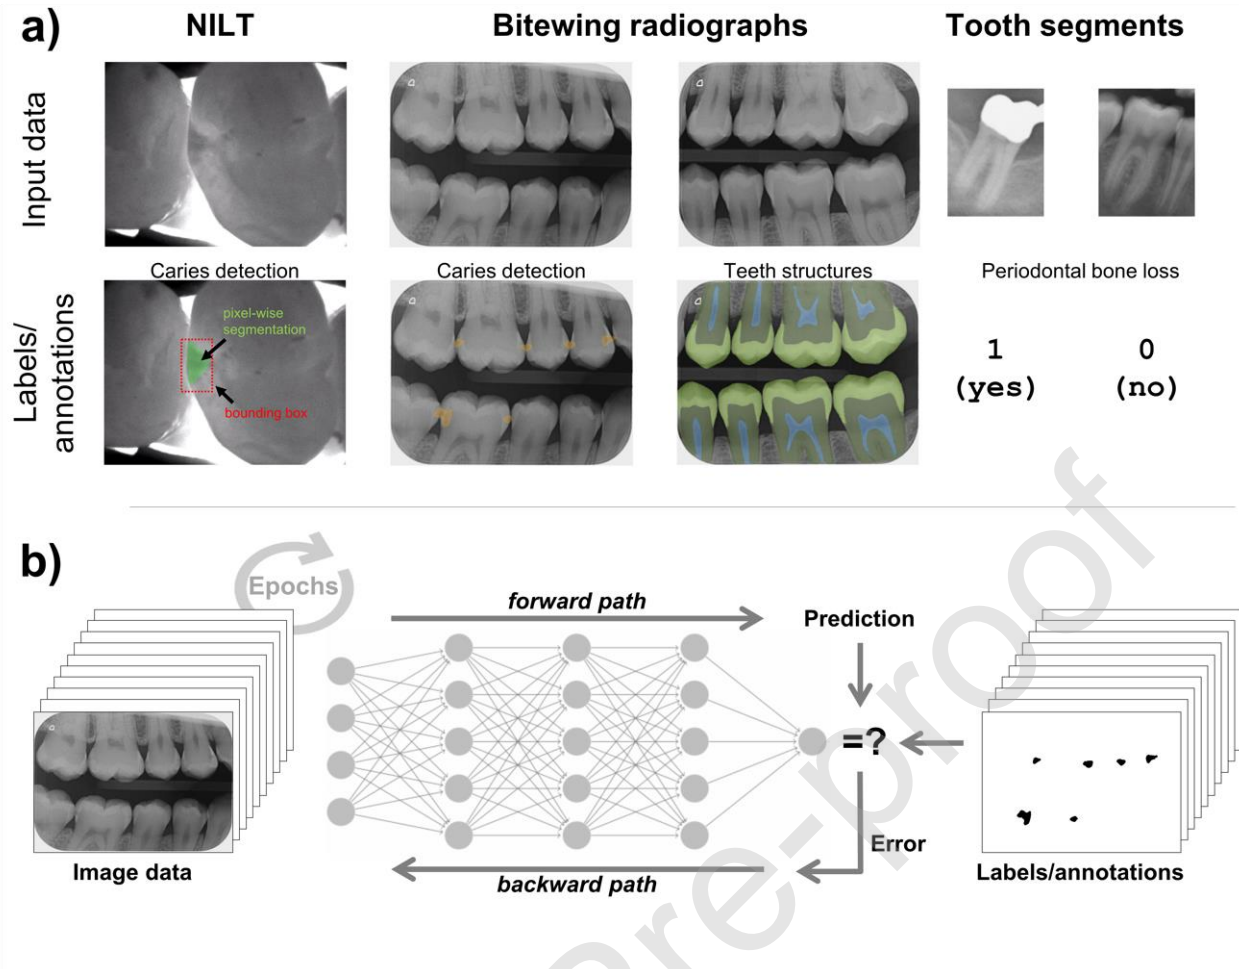 a)
NILT
Bitewing radiographs
Tooth segments
Input data
Labels/
annotations
Caries detection
Caries detection
Teeth structures
Periodontal bone loss
pixel-wise
segmentation
bounding box
1
(yes)
0
(no)
b)
Epochs
forward path
Prediction
=?
Error
backward path
Image data
Labels/annotations
Pre-proof